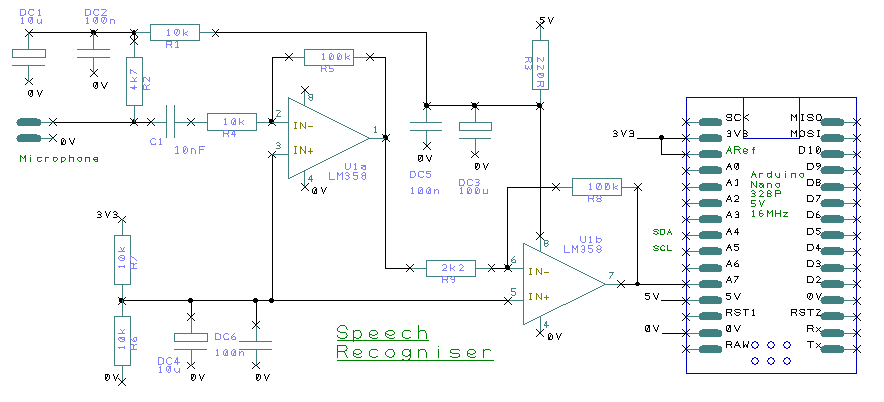 DC1
10u
DC2
100n
10k
R1
5V
100k
R5
4k7
R2
220R
R3
0V
0V
C1
10nF
10k
R4
2
3
8
IN-
IN+
1
4
U1a
LM358
0V
0V
Microphone
0V
DC5
100n
0V
DC3
100u
3V3
SCK
3V3
ARef
A0
A1
A2
A3
A4
A5
A6
A7
5V
RST1
0V
RAW
MISO
MOSI
D10
D9
D8
D7
D6
D5
D4
D3
D2
0V
RST2
Rx
Tx
Arduino
Nano
328P
5V
16MHz
SDA
SCL
5V
0V
100k
R8
3V3
10k
R7
10k
R6
0V
DC4
10u
0V
DC6
100n
0V
2k2
R9
6
5
8
IN-
IN+
7
4
U1b
LM358
0V
Speech
Recogniser